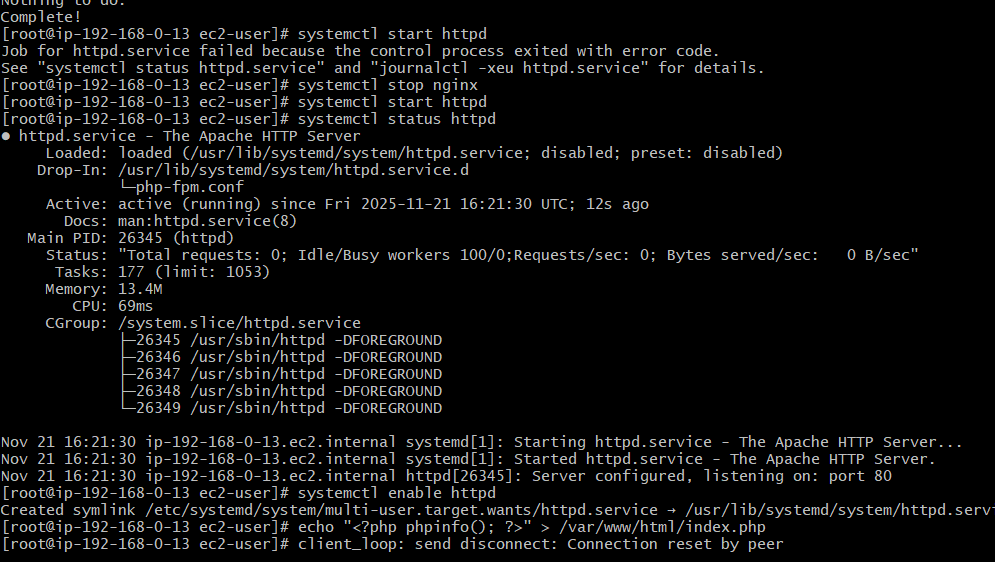 Nothing to do.
Complete!
[root@ip-192-168-0-13 ec2-user]# systemctl start httpd
Job for httpd.service failed because the control process exited with error code.
See "systemctl status httpd.service" and "journalctl -xeu httpd.service" for details.
[root@ip-192-168-0-13 ec2-user]# systemctl stop nginx
[root@ip-192-168-0-13 ec2-user]# systemctl start httpd
[root@ip-192-168-0-13 ec2-user]# systemctl status httpd
● httpd.service - The Apache HTTP Server
     Loaded: loaded (/usr/lib/systemd/system/httpd.service; disabled; preset: disabled)
    Drop-In: /usr/lib/systemd/system/httpd.service.d
             └─php-fpm.conf
     Active: active (running) since Fri 2025-11-21 16:21:30 UTC; 12s ago
       Docs: man:httpd.service(8)
   Main PID: 26345 (httpd)
     Status: "Total requests: 0; Idle/Busy workers 100/0;Requests/sec: 0; Bytes served/sec:   0 B/sec"
      Tasks: 177 (limit: 1053)
     Memory: 13.4M
        CPU: 69ms
     CGroup: /system.slice/httpd.service
             ├─26345 /usr/sbin/httpd -DFOREGROUND
             ├─26346 /usr/sbin/httpd -DFOREGROUND
             ├─26347 /usr/sbin/httpd -DFOREGROUND
             ├─26348 /usr/sbin/httpd -DFOREGROUND
             └─26349 /usr/sbin/httpd -DFOREGROUND
Nov 21 16:21:30 ip-192-168-0-13.ec2.internal systemd[1]: Starting httpd.service - The Apache HTTP Server...
Nov 21 16:21:30 ip-192-168-0-13.ec2.internal systemd[1]: Started httpd.service - The Apache HTTP Server.
Nov 21 16:21:30 ip-192-168-0-13.ec2.internal httpd[26345]: Server configured, listening on: port 80
[root@ip-192-168-0-13 ec2-user]# systemctl enable httpd
Created symlink /etc/systemd/system/multi-user.target.wants/httpd.service → /usr/lib/systemd/system/httpd.servi
[root@ip-192-168-0-13 ec2-user]# echo "<?php phpinfo(); ?>" > /var/www/html/index.php
[root@ip-192-168-0-13 ec2-user]# client_loop: send disconnect: Connection reset by peer